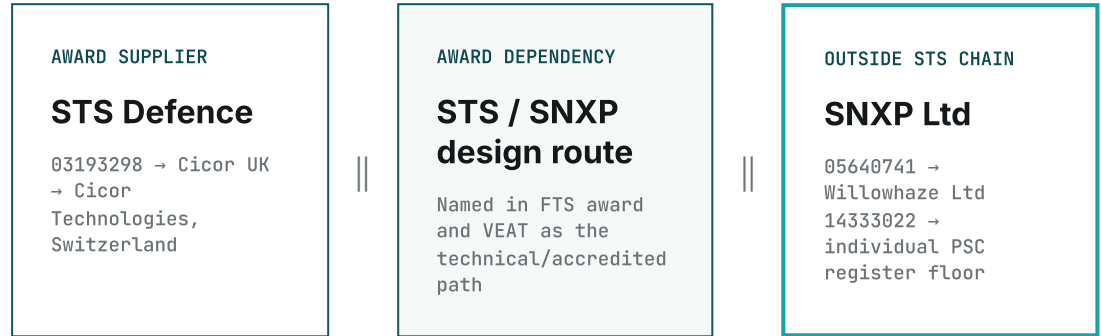 AWARD SUPPLIER
STS Defence
03193298 → Cicor UK
→ Cicor
Technologies,
Switzerland
||
AWARD DEPENDENCY
STS / SNXP
design route
Named in FTS award
and VEAT as the
technical/accredited
path
||
OUTSIDE STS CHAIN
SNXP Ltd
05640741 →
Willowhaze Ltd
14333022 →
individual PSC
register floor